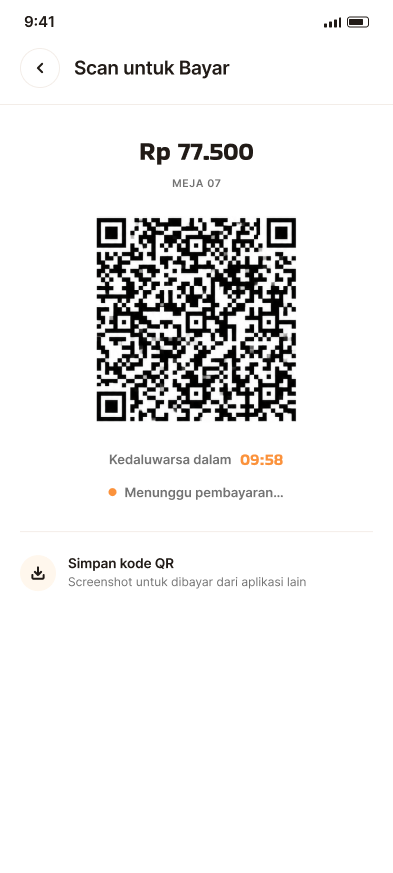 9:41
Scan untuk Bayar
Rp 77.500
MEJA 07
Kedaluwarsa dalam 09:58
Menunggu pembayaran...
Simpan kode QR
Screenshot untuk dibayar dari aplikasi lain